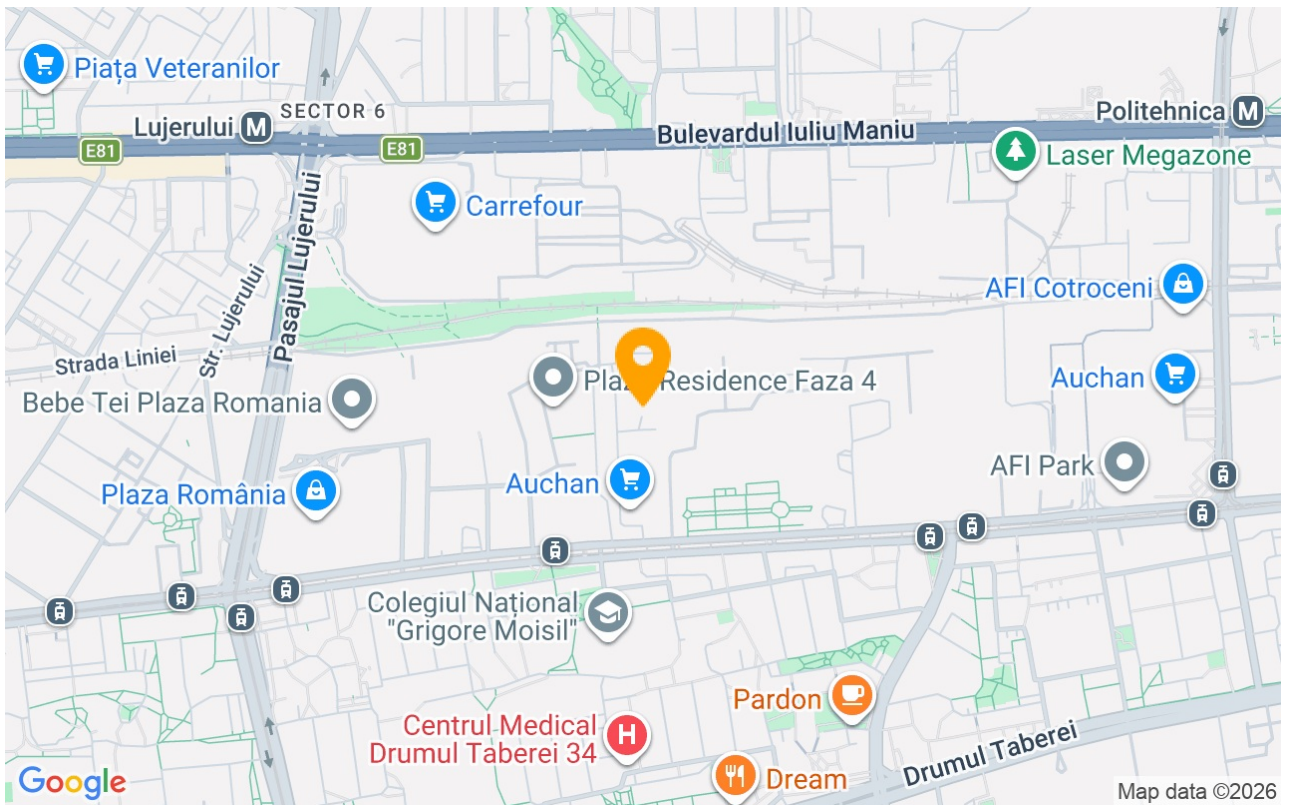 Piața Veteranilor
SECTOR 6
Lujerului M
Politehnica M
Bulevardul Iuliu Maniu
E81
E81
Laser Megazone
Carrefour
Pasajul Lujerului
Str. Lujerului
AFI Cotroceni
Strada Liniei
Plaza Residence Faza 4
Auchan
Bebe Tei Plaza Romania
AFI Park
Auchan
Plaza România
Colegiul Național
"Grigore Moisil"
Pardon
Centrul Medical
Drumul Taberei 34
H
Drumul Taberei
Dream
Google
Map data ©2026